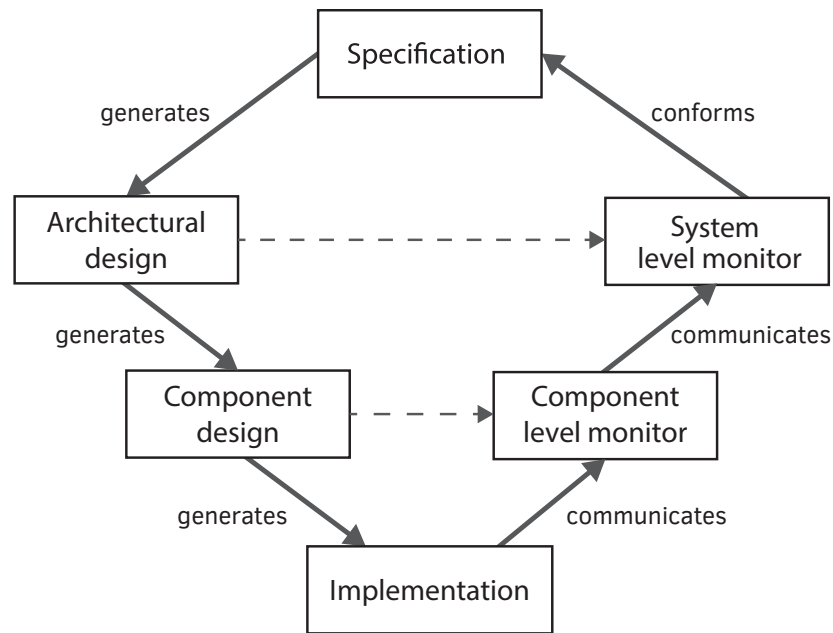 Specification
generates
conforms
Architectural
design
System
level monitor
generates
communicates
Component
design
Component
level monitor
generates
communicates
Implementation